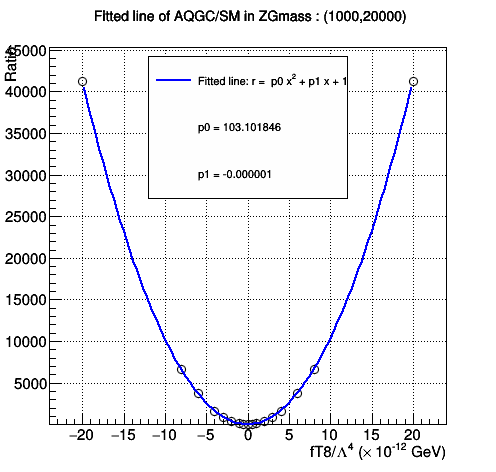 FItted line of AQGC/SM in ZGmass : (1000,20000)
Ratio
45000
40000
35000
30000
25000
20000
15000
10000
5000
Fitted line: r = p0 x² + p1 x + 1
p0 = 103.101846
p1 = -0.000001
−20 −15 −10 −5 0 5 10 15 20
fT8/Λ⁴ (× 10⁻¹² GeV)